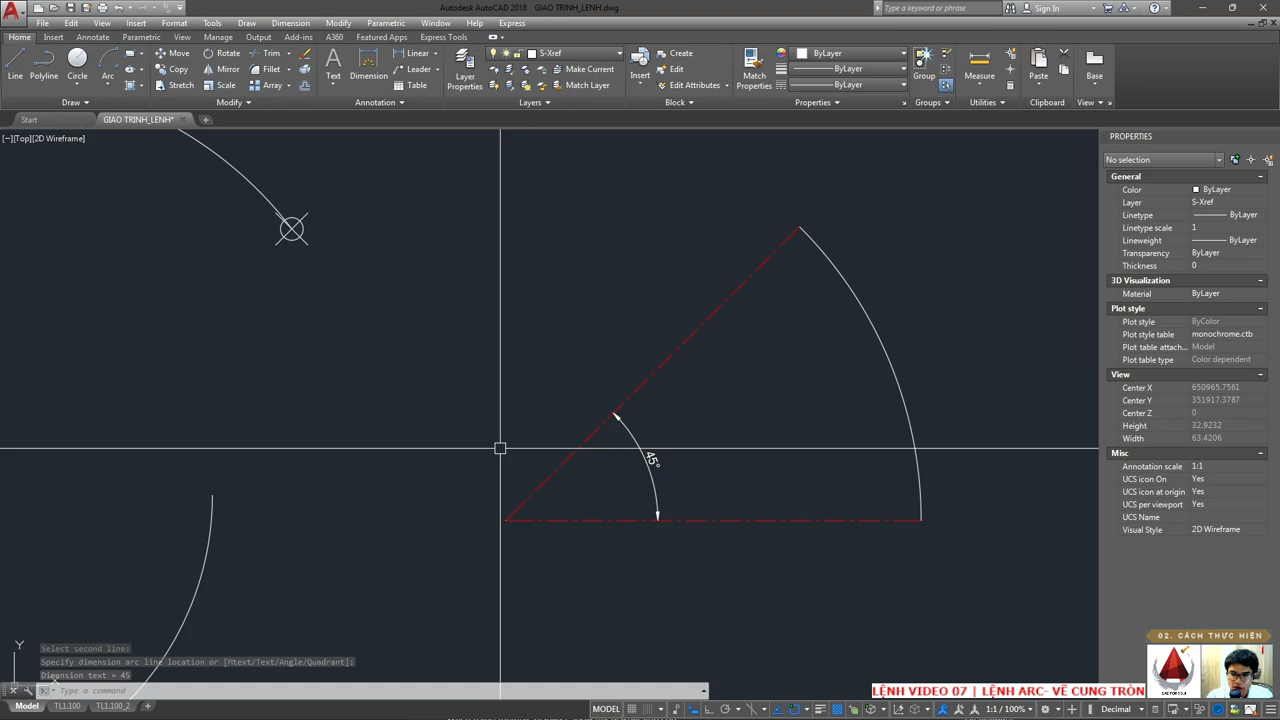 Autodesk AutoCAD 2018 GIAO TRINH_LENH.dwg
Type a keyword or phrase
Sign In
File Edit View Insert Format Tools Draw Dimension Modify Parametric Window Help Express
Home Insert Annotate Parametric View Manage Output Add-ins A360 Featured Apps Express Tools
Line Polyline Circle Arc
Move Rotate Trim
Copy Mirror Fillet
Stretch Scale Array
Text Dimension
Linear
Leader
Table
Layer Properties
S-Xref
Make Current
Match Layer
Insert
Create
Edit
Edit Attributes
Match Properties
ByLayer
ByLayer
ByLayer
Group
Measure
Paste
Base
Draw Modify Annotation Layers Block Properties Groups Utilities Clipboard View
Start GIAO TRINH_LENH*
[−][Top][2D Wireframe]
45°
Y
PROPERTIES
No selection
General
Color ByLayer
Layer S-Xref
Linetype ByLayer
Linetype scale 1
Lineweight ByLayer
Transparency ByLayer
Thickness 0
3D Visualization
Material ByLayer
Plot style
Plot style ByColor
Plot style table monochrome.ctb
Plot table attach... Model
Plot table type Color dependent
View
Center X 650965.7561
Center Y 351917.3787
Center Z 0
Height 32.9232
Width 63.4206
Misc
Annotation scale 1:1
UCS icon On Yes
UCS icon at origin Yes
UCS per viewport Yes
UCS Name
Visual Style 2D Wireframe
Select second line:
Specify dimension arc line location or [Mtext/Text/Angle/Quadrant]:
Dimension text = 45
Type a command
02. CÁCH THỰC HIỆN
LỆNH VIDEO 07 | LỆNH ARC- VẼ CUNG TRÒN
Model TL1.100 TL1.100_2
MODEL 1:1 / 100% Decimal